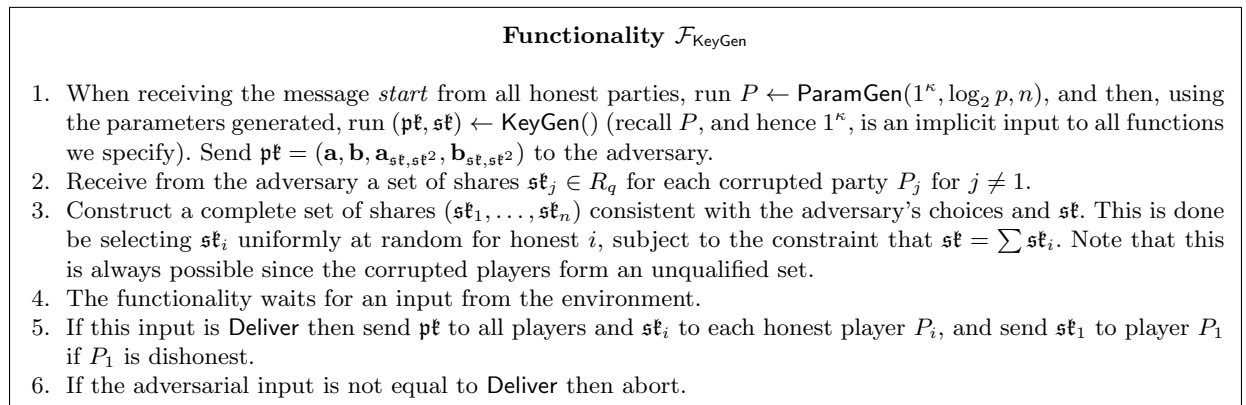 Functionality 𝓕_KeyGen
1. When receiving the message start from all honest parties, run P ← ParamGen(1^κ, log₂ p, n), and then, using
the parameters generated, run (𝔭𝔨, 𝔰𝔨) ← KeyGen() (recall P, and hence 1^κ, is an implicit input to all functions
we specify). Send 𝔭𝔨 = (a, b, a_{𝔰𝔨,𝔰𝔨²}, b_{𝔰𝔨,𝔰𝔨²}) to the adversary.
2. Receive from the adversary a set of shares 𝔰𝔨_j ∈ R_q for each corrupted party P_j for j ≠ 1.
3. Construct a complete set of shares (𝔰𝔨_1, . . . , 𝔰𝔨_n) consistent with the adversary's choices and 𝔰𝔨. This is done
be selecting 𝔰𝔨_i uniformly at random for honest i, subject to the constraint that 𝔰𝔨 = ∑ 𝔰𝔨_i. Note that this
is always possible since the corrupted players form an unqualified set.
4. The functionality waits for an input from the environment.
5. If this input is Deliver then send 𝔭𝔨 to all players and 𝔰𝔨_i to each honest player P_i, and send 𝔰𝔨_1 to player P_1
if P_1 is dishonest.
6. If the adversarial input is not equal to Deliver then abort.